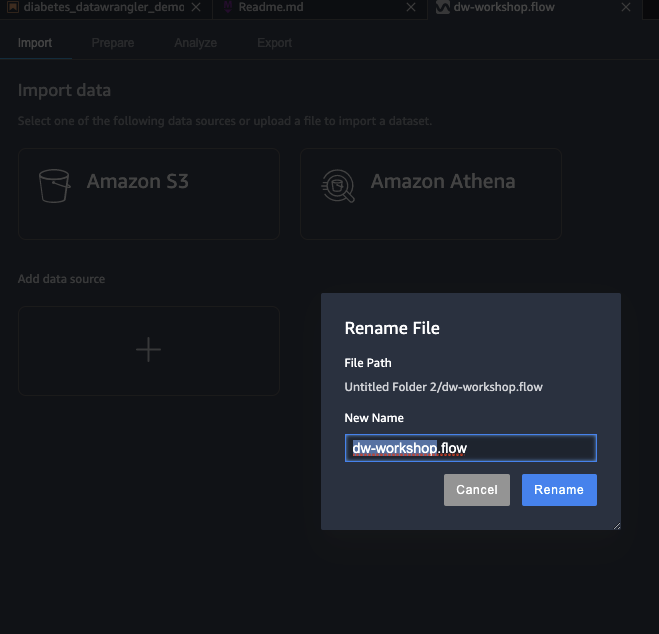 diabetes_datawrangler_demo
Readme.md
dw-workshop.flow
Import
Prepare
Analyze
Export
Import data
Select one of the following data sources or upload a file to import a dataset.
Amazon S3
Amazon Athena
Add data source
Rename File
File Path
Untitled Folder 2/dw-workshop.flow
New Name
dw-workshop.flow
Cancel
Rename